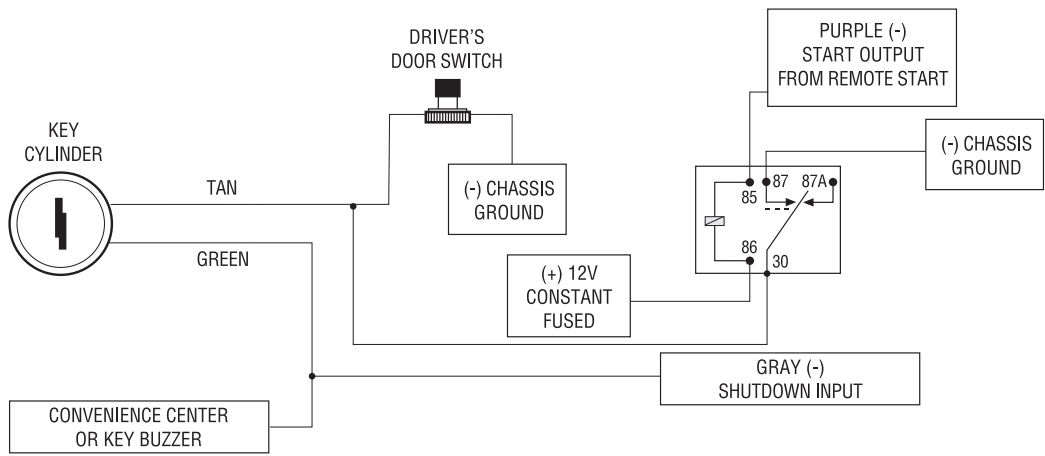 DRIVER'S
DOOR SWITCH
PURPLE (-)
START OUTPUT
FROM REMOTE START
KEY
CYLINDER
(-) CHASSIS
GROUND
TAN
(-) CHASSIS
GROUND
87 87A
85
GREEN
86
30
(+) 12V
CONSTANT
FUSED
GRAY (-)
SHUTDOWN INPUT
CONVENIENCE CENTER
OR KEY BUZZER